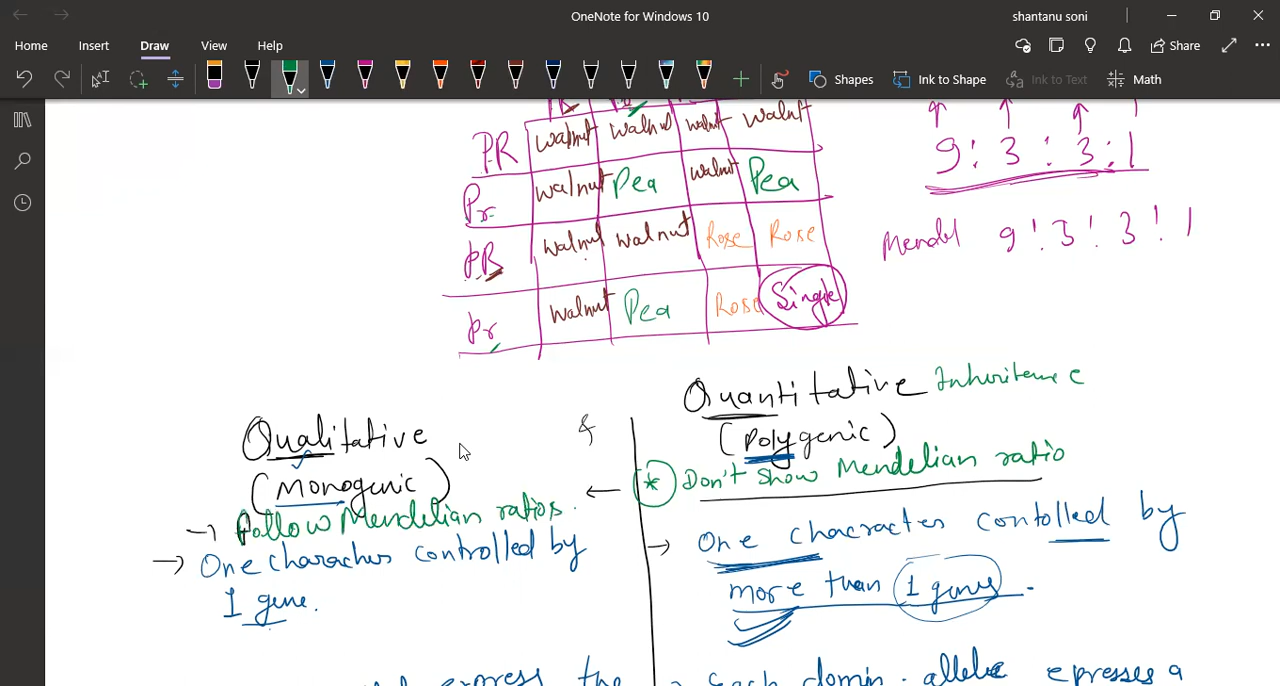 OneNote for Windows 10
shantanu soni
Home Insert Draw View Help
Share
Shapes
Ink to Shape
Ink to Text
Math
PR walnut walnut walnut walnut
Pr walnut Pea walnut Pea
pR walnut walnut Rose Rose
pr walnut Pea Rose Single
9 : 3 : 3 : 1
Mendel 9 : 3 : 3 : 1
Qualitative
(Monogenic)
→ follow Mendelian ratios.
→ One character controlled by
1 gene.
&
Quantitative Inheritence
(Polygenic)
* Don't show Mendelian ratio
→ One character contolled by
more than 1 genes.
express the
each domin. allele epresses a